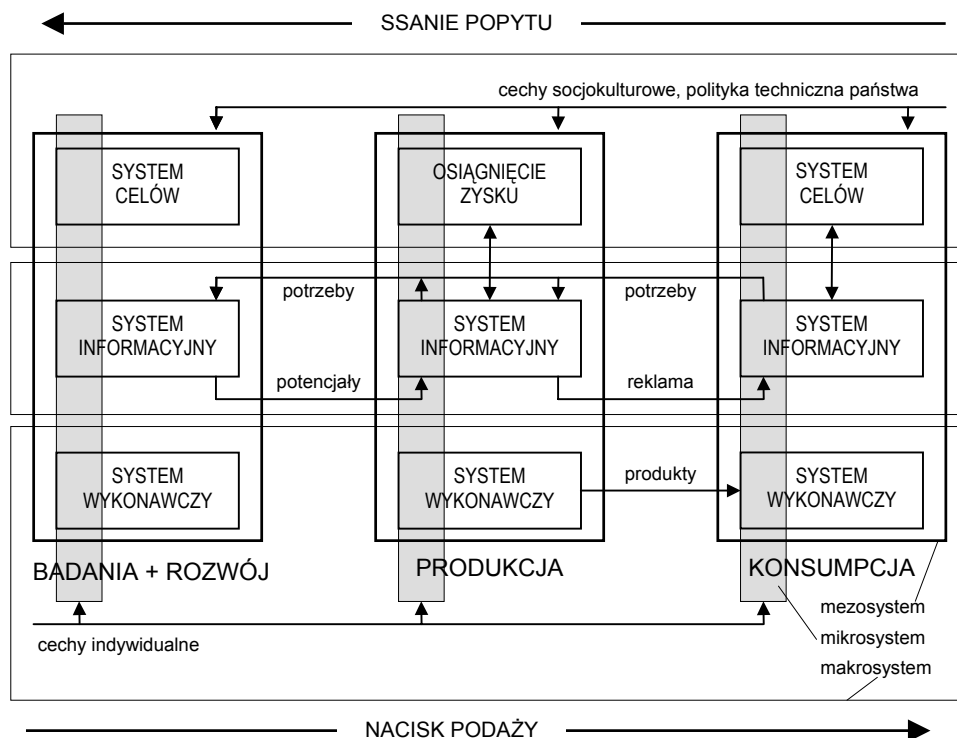 SSANIE POPYTU
cechy socjokulturowe, polityka techniczna państwa
SYSTEM
CELÓW
OSIĄGNIĘCIE
ZYSKU
SYSTEM
CELÓW
potrzeby
potrzeby
SYSTEM
INFORMACYJNY
SYSTEM
INFORMACYJNY
SYSTEM
INFORMACYJNY
potencjały
reklama
SYSTEM
WYKONAWCZY
SYSTEM
WYKONAWCZY
produkty
SYSTEM
WYKONAWCZY
BADANIA + ROZWÓJ
PRODUKCJA
KONSUMPCJA
mezosystem
mikrosystem
makrosystem
cechy indywidualne
NACISK PODAŻY